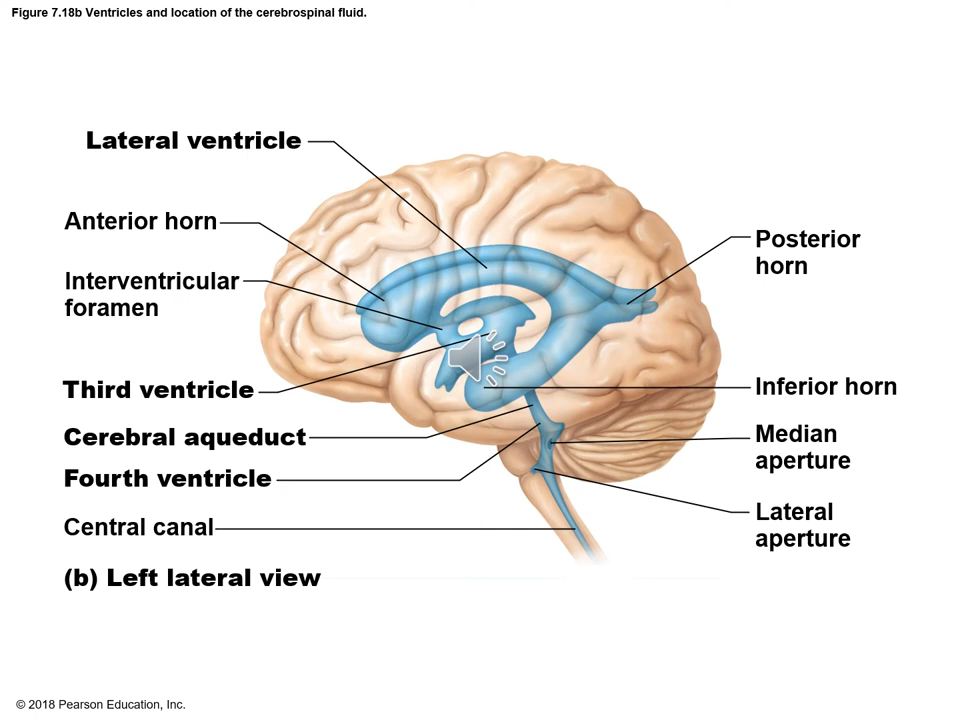 Figure 7.18b Ventricles and location of the cerebrospinal fluid.
Lateral ventricle
Anterior horn
Interventricular
foramen
Third ventricle
Cerebral aqueduct
Fourth ventricle
Central canal
(b) Left lateral view
Posterior
horn
Inferior horn
Median
aperture
Lateral
aperture
© 2018 Pearson Education, Inc.